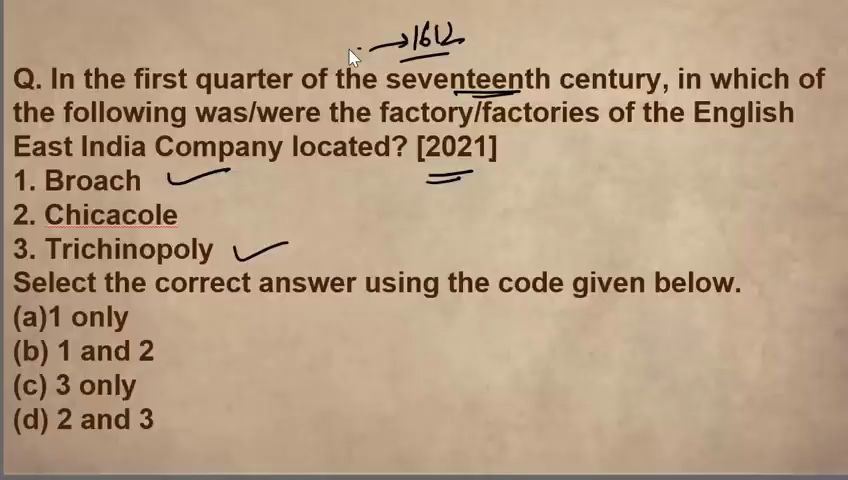 →1612
Q. In the first quarter of the seventeenth century, in which of
the following was/were the factory/factories of the English
East India Company located? [2021]
1. Broach
2. Chicacole
3. Trichinopoly
Select the correct answer using the code given below.
(a)1 only
(b) 1 and 2
(c) 3 only
(d) 2 and 3